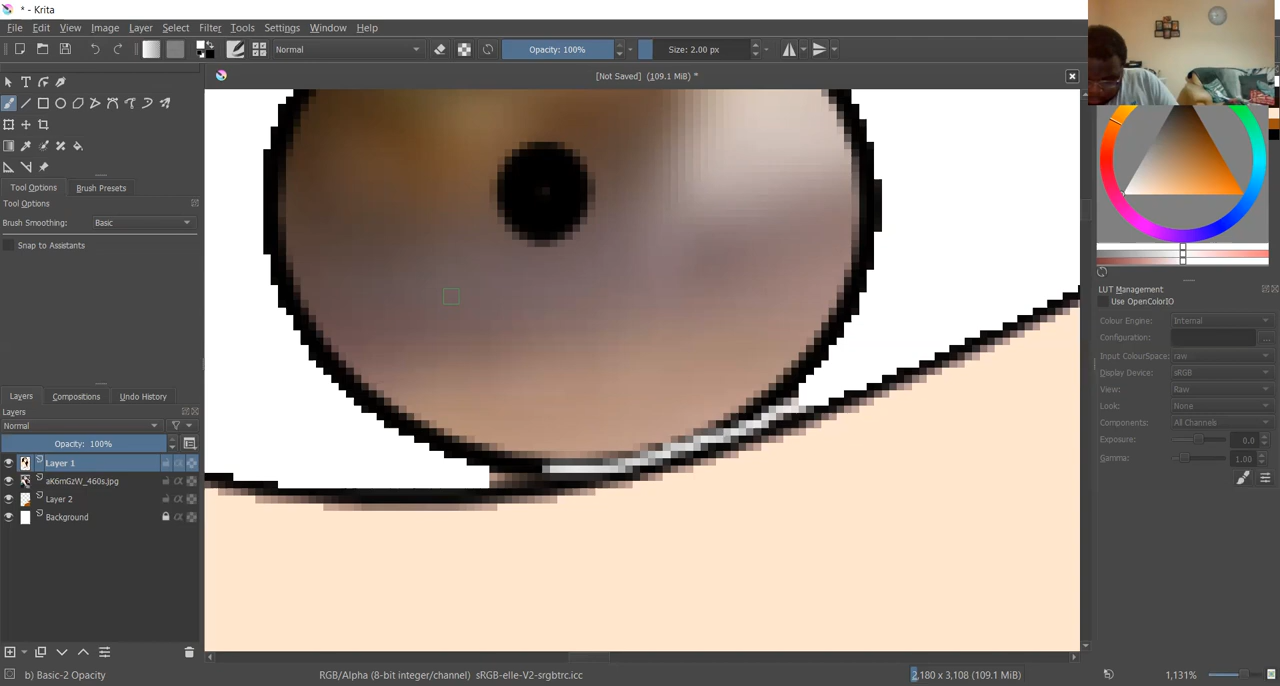 * - Krita
File Edit View Image Layer Select Filter Tools Settings Window Help
Normal Opacity: 100% Size: 2.00 px
[Not Saved] (109.1 MiB) *
Tool Options Brush Presets
Tool Options
Brush Smoothing: Basic
Snap to Assistants
LUT Management
Use OpenColorIO
Colour Engine: Internal
Configuration: ...
Input ColourSpace: raw
Display Device: sRGB
View: Raw
Look: None
Components: All Channels
Exposure: 0.0
Gamma: 1.00
Layers Compositions Undo History
Layers
Normal
Opacity: 100%
Layer 1
aK6mGzW_460s.jpg
Layer 2
Background
b) Basic-2 Opacity RGB/Alpha (8-bit integer/channel) sRGB-elle-V2-srgbtrc.icc 2,180 x 3,108 (109.1 MiB) 1,131%